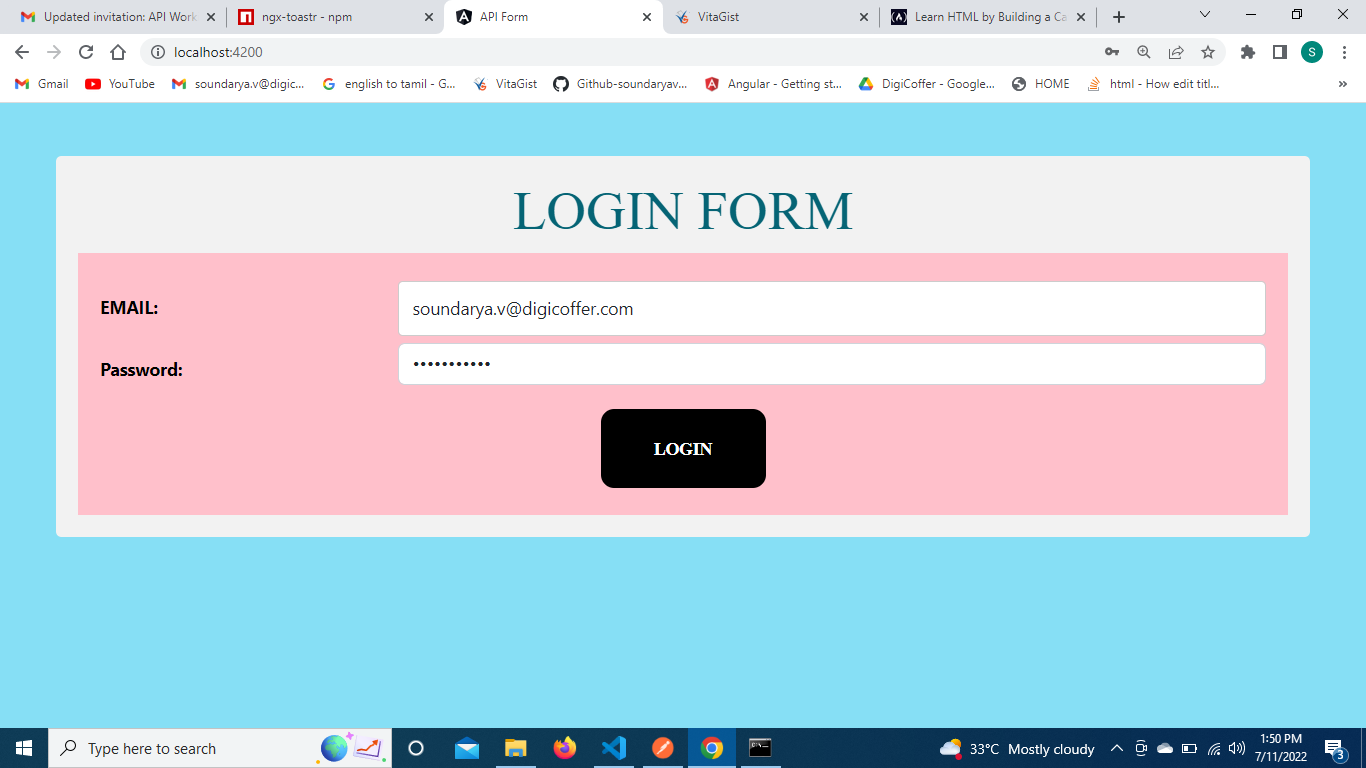 Updated invitation: API Work
ngx-toastr - npm
API Form
VitaGist
Learn HTML by Building a Ca
localhost:4200
S
Gmail
YouTube
soundarya.v@digic...
english to tamil - G...
VitaGist
Github-soundaryav...
Angular - Getting st...
DigiCoffer - Google...
HOME
html - How edit titl...
»
LOGIN FORM
EMAIL:
soundarya.v@digicoffer.com
Password:
•••••••••••
LOGIN
Type here to search
33°C Mostly cloudy
1:50 PM
7/11/2022
3